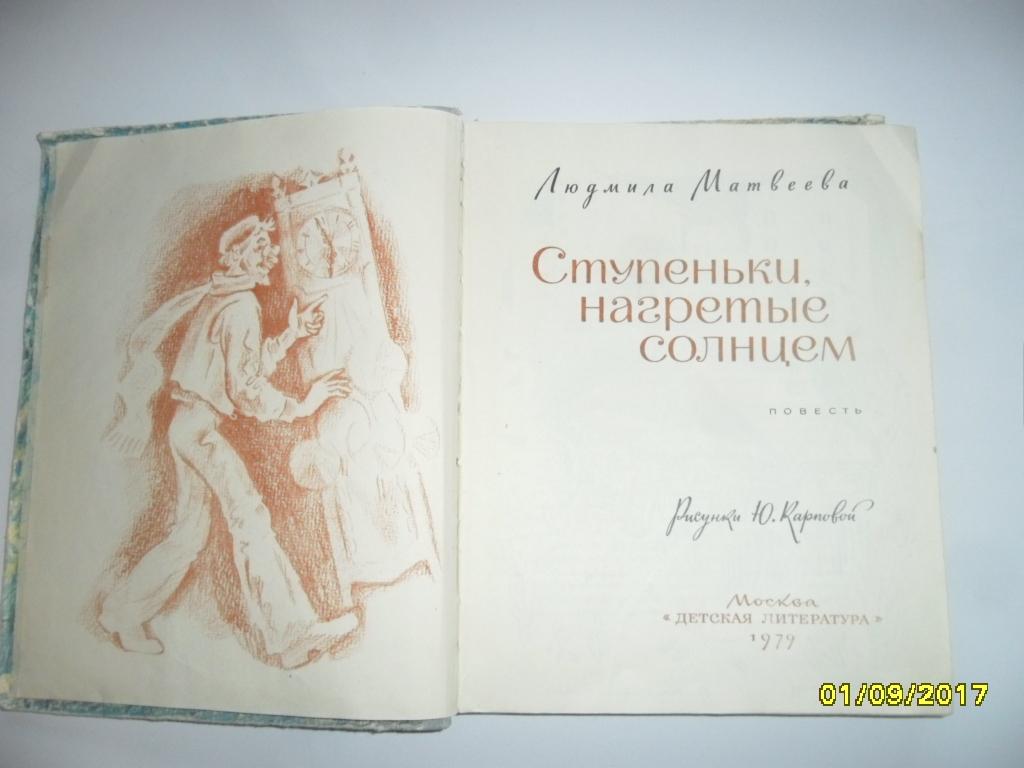 Людмила Матвеева
Ступеньки,
нагретые
солнцем
ПОВЕСТЬ
Рисунки Ю. Карповой
Москва
«ДЕТСКАЯ ЛИТЕРАТУРА»
1979
01/09/2017